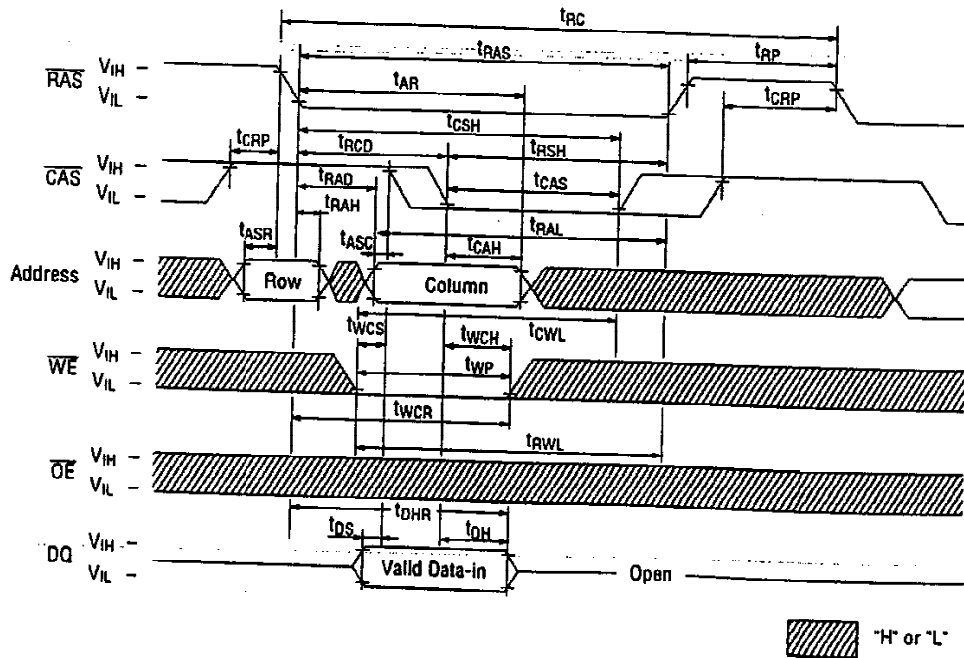 tRC
tRAS
tRP
RAS
VIH –
VIL –
tAR
tCRP
tCSH
tCRP
tRCD
tRSH
CAS
VIH –
VIL –
tRAD
tCAS
tRAH
tRAL
tASR
tASC
tCAH
Address
VIH –
VIL –
Row
Column
tWCS
tCWL
tWCH
WE
VIH –
VIL –
tWP
tWCR
tRWL
OE
VIH –
VIL –
tDHR
tDS
tDH
DQ
VIH –
VIL –
Valid Data-in
Open
"H" or "L"